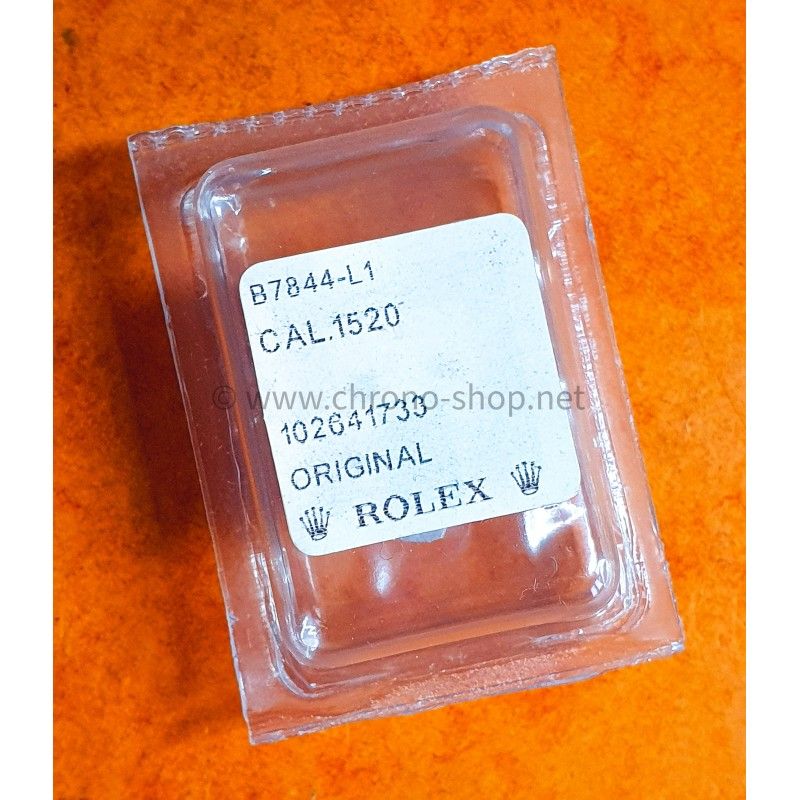 B7844-L1
CAL.1520
© www.chrono-shop.net
102641733
ORIGINAL
ROLEX